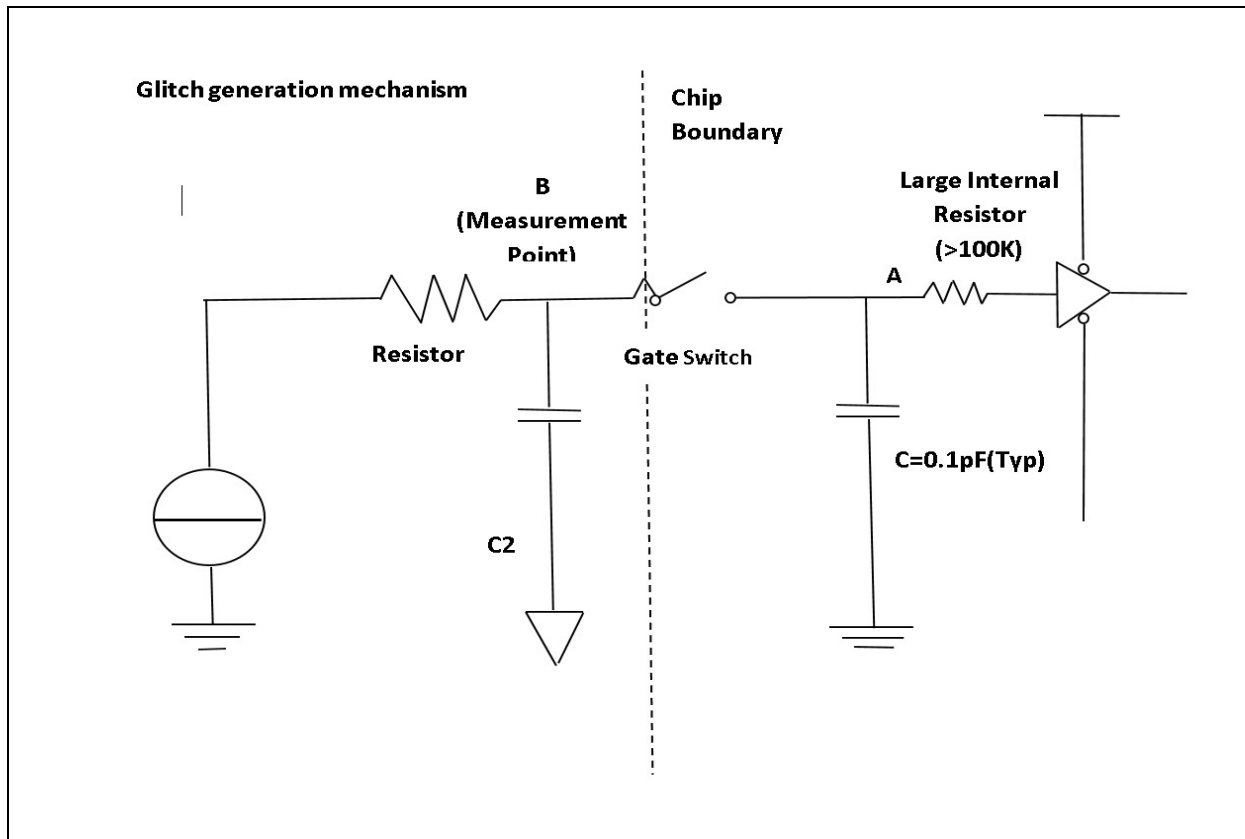 Glitch generation mechanism
Chip
Boundary
B
(Measurement
Point)
Large Internal
Resistor
(>100K)
A
Resistor
Gate Switch
C=0.1pF(Typ)
C2